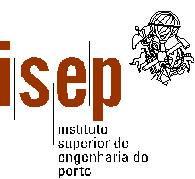 isep
instituto
superior de
engenharia do
porto